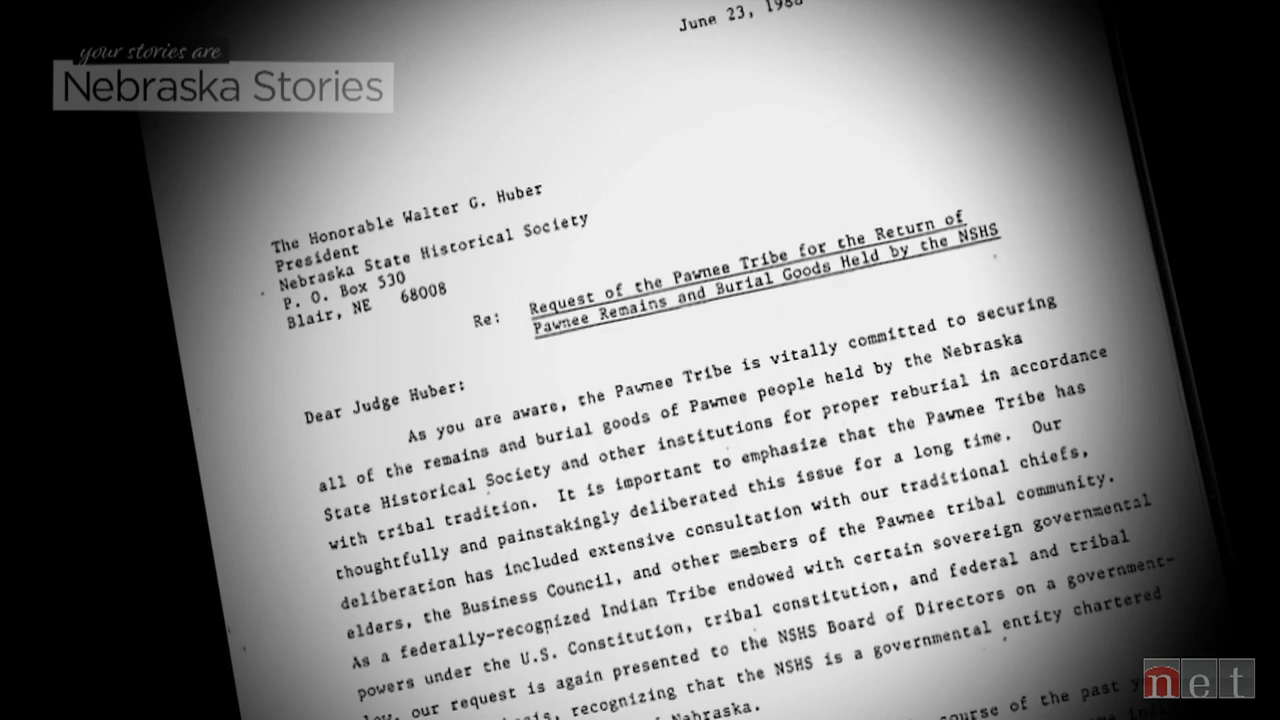 your stories are
Nebraska Stories
June 23, 1988
The Honorable Walter G. Huber
President
Nebraska State Historical Society
P. O. Box 530
Blair, NE 68008
Re: Request of the Pawnee Tribe for the Return of
Pawnee Remains and Burial Goods Held by the NSHS
Dear Judge Huber:
As you are aware, the Pawnee Tribe is vitally committed to securing
all of the remains and burial goods of Pawnee people held by the Nebraska
State Historical Society and other institutions for proper reburial in accordance
with tribal tradition. It is important to emphasize that the Pawnee Tribe has
thoughtfully and painstakingly deliberated this issue for a long time. Our
deliberation has included extensive consultation with our traditional chiefs,
elders, the Business Council, and other members of the Pawnee tribal community.
As a federally-recognized Indian Tribe endowed with certain sovereign governmental
powers under the U.S. Constitution, tribal constitution, and federal and tribal
law, our request is again presented to the NSHS Board of Directors on a government-
recognizing that the NSHS is a governmental entity chartered
Nebraska.
course of the past
net